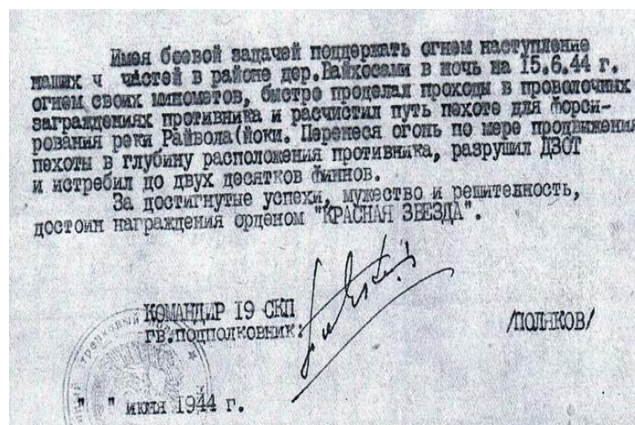 Имея боевой задачей поддержать огнем наступление
наших ч частей в районе дер.Райхосами в ночь на 15.6.44 г.
огнем своих минометов, быстро проделал проходы в проволочных
заграждениях противника и расчистил путь пехоте для форси-
рования реки Райвола(йоки. Перенеся огонь по мере продвижения
пехоты в глубину расположения противника, разрушил ДЗОТ
и истребил до двух десятков финнов.
За достигнутые успехи, мужество и решителность,
достоин награждения орденом "КРАСНАЯ ЗВЕЗДА".
КОМАНДИР 19 СКП
ГВ.ПОДПОЛКОВНИК: /ПОЛЯКОВ/
" " июня 1944 г.